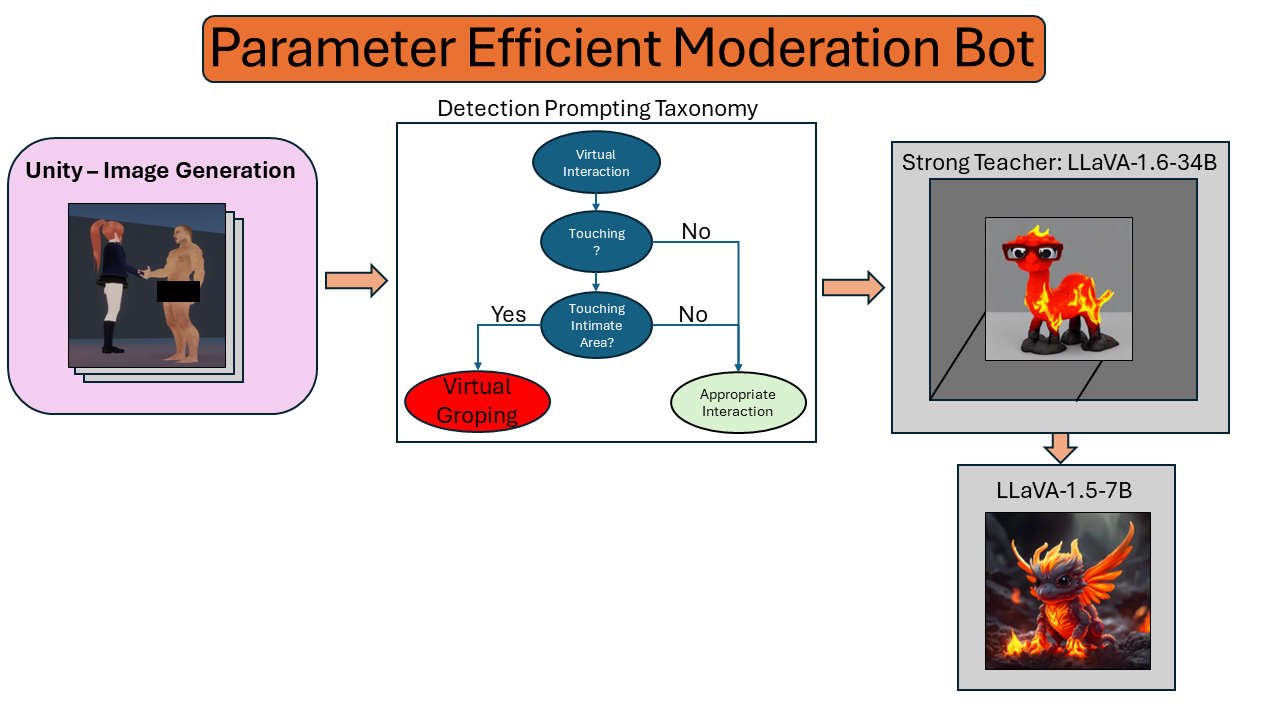 Parameter Efficient Moderation Bot
Detection Prompting Taxonomy
Unity – Image Generation
Virtual
Interaction
Touching
?
No
Touching
Intimate
Area?
Yes
No
Virtual
Groping
Appropriate
Interaction
Strong Teacher: LLaVA-1.6-34B
LLaVA-1.5-7B